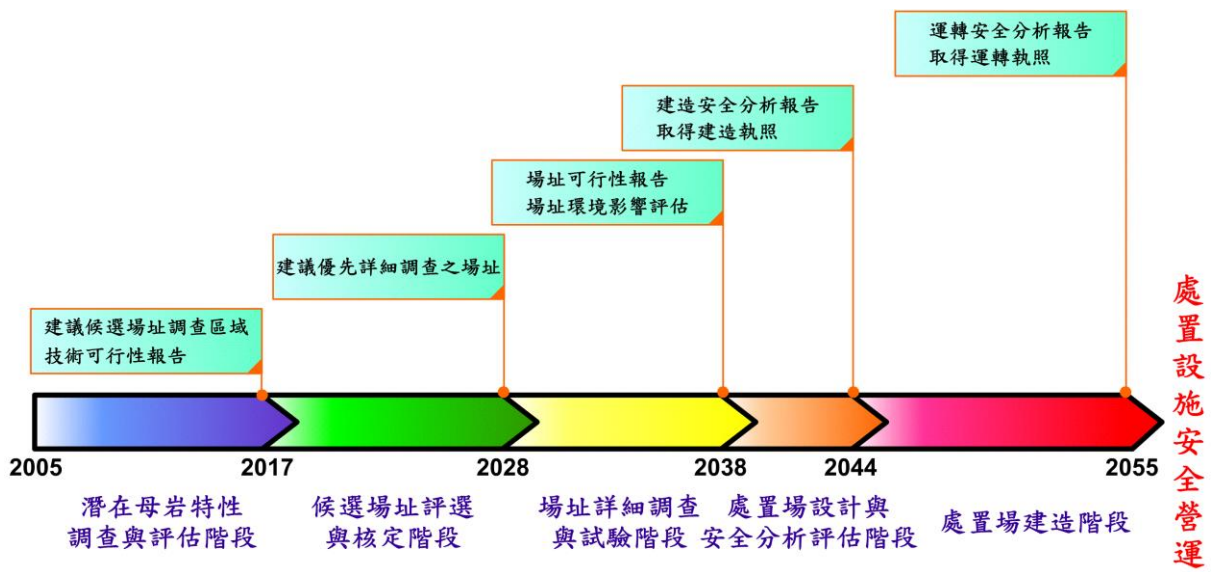 運轉安全分析報告
取得運轉執照
建造安全分析報告
取得建造執照
場址可行性報告
場址環境影響評估
建議優先詳細調查之場址
建議候選場址調查區域
技術可行性報告
2005
2017
2028
2038
2044
2055
潛在母岩特性
調查與評估階段
候選場址評選
與核定階段
場址詳細調查
與試驗階段
處置場設計與
安全分析評估階段
處置場建造階段
處置設施安全營運